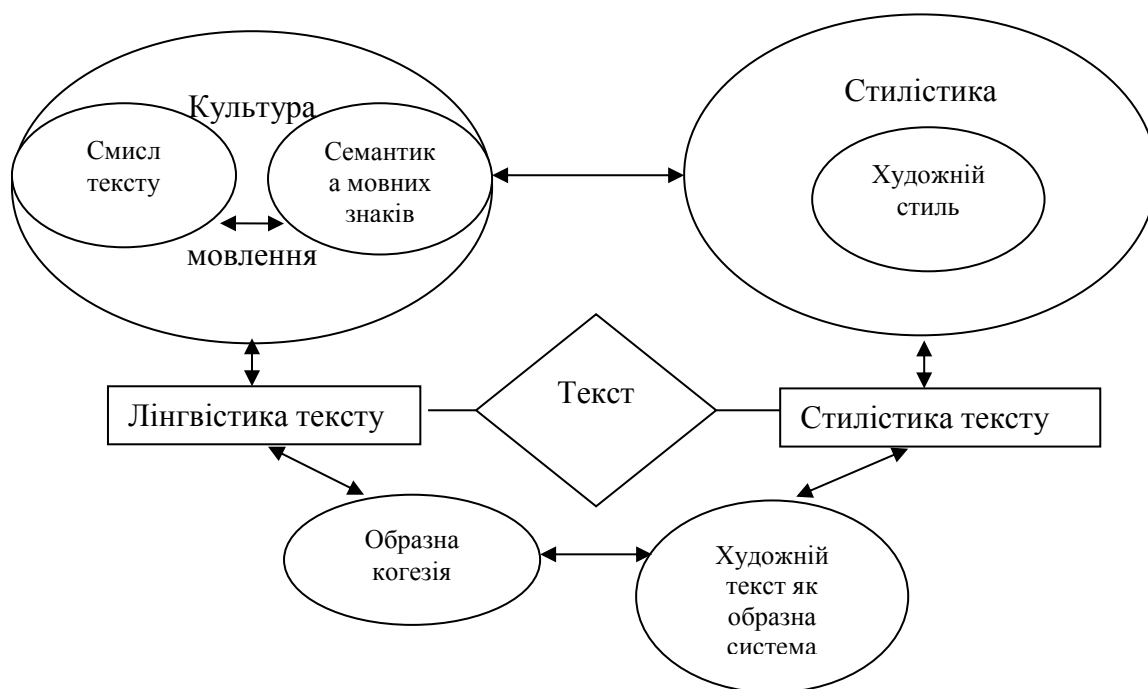 Культура
Смисл
тексту
Семантик
а мовних
знаків
мовлення
Стилістика
Художній
стиль
Лінгвістика тексту
Текст
Стилістика тексту
Образна
когезія
Художній
текст як
образна
система